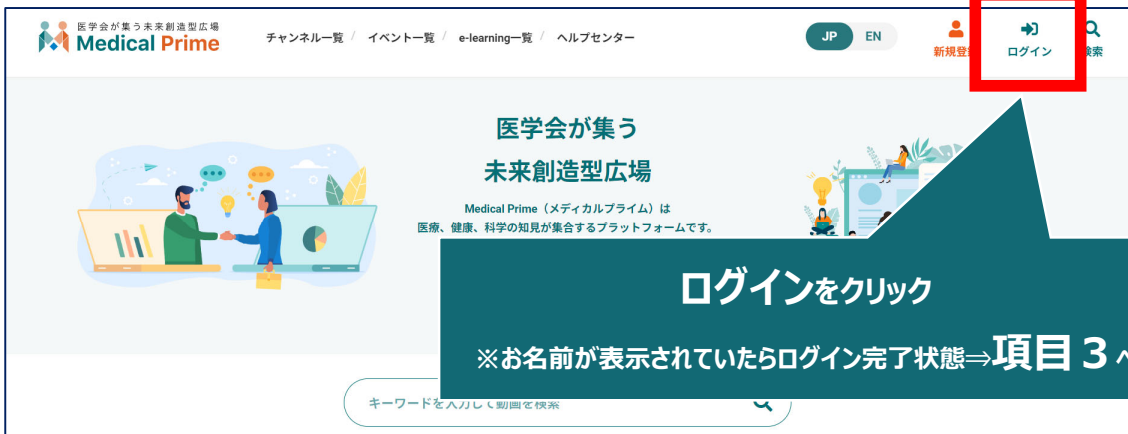 医学会が集う未来創造型広場
Medical Prime
チャンネル一覧 / イベント一覧 / e-learning一覧 / ヘルプセンター
JP EN
新規登
ログイン
検索
医学会が集う
未来創造型広場
Medical Prime（メディカルプライム）は
医療、健康、科学の知見が集合するプラットフォームです。
ログインをクリック
※お名前が表示されていたらログイン完了状態⇒項目３へ
キーワードを入力して動画を検索